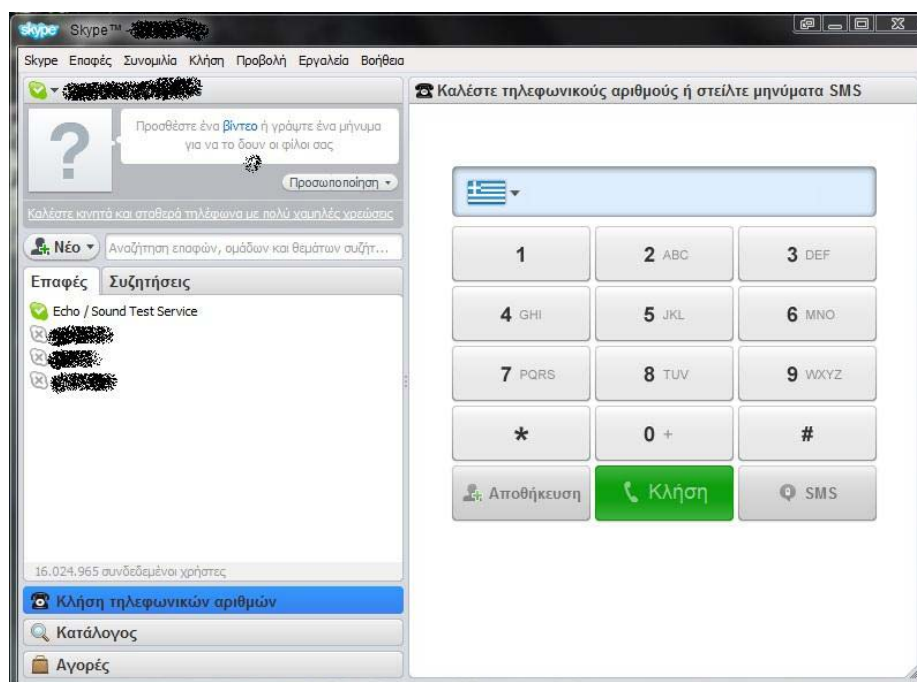 skype Skype™ -
Skype Επαφές Συνομιλία Κλήση Προβολή Εργαλεία Βοήθεια
Προσθέστε ένα βίντεο ή γράψτε ένα μήνυμα
για να το δουν οι φίλοι σας
?
Προσωποποίηση
Καλέστε κινητά και σταθερά τηλέφωνα με πολύ χαμηλές χρεώσεις
Νέο
Αναζήτηση επαφών, ομάδων και θεμάτων συζήτ...
Επαφές Συζητήσεις
Echo / Sound Test Service
16.024.965 συνδεδεμένοι χρήστες
Κλήση τηλεφωνικών αριθμών
Κατάλογος
Αγορές
Καλέστε τηλεφωνικούς αριθμούς ή στείλτε μηνύματα SMS
1 2 ABC 3 DEF
4 GHI 5 JKL 6 MNO
7 PQRS 8 TUV 9 WXYZ
* 0 + #
Αποθήκευση Κλήση SMS